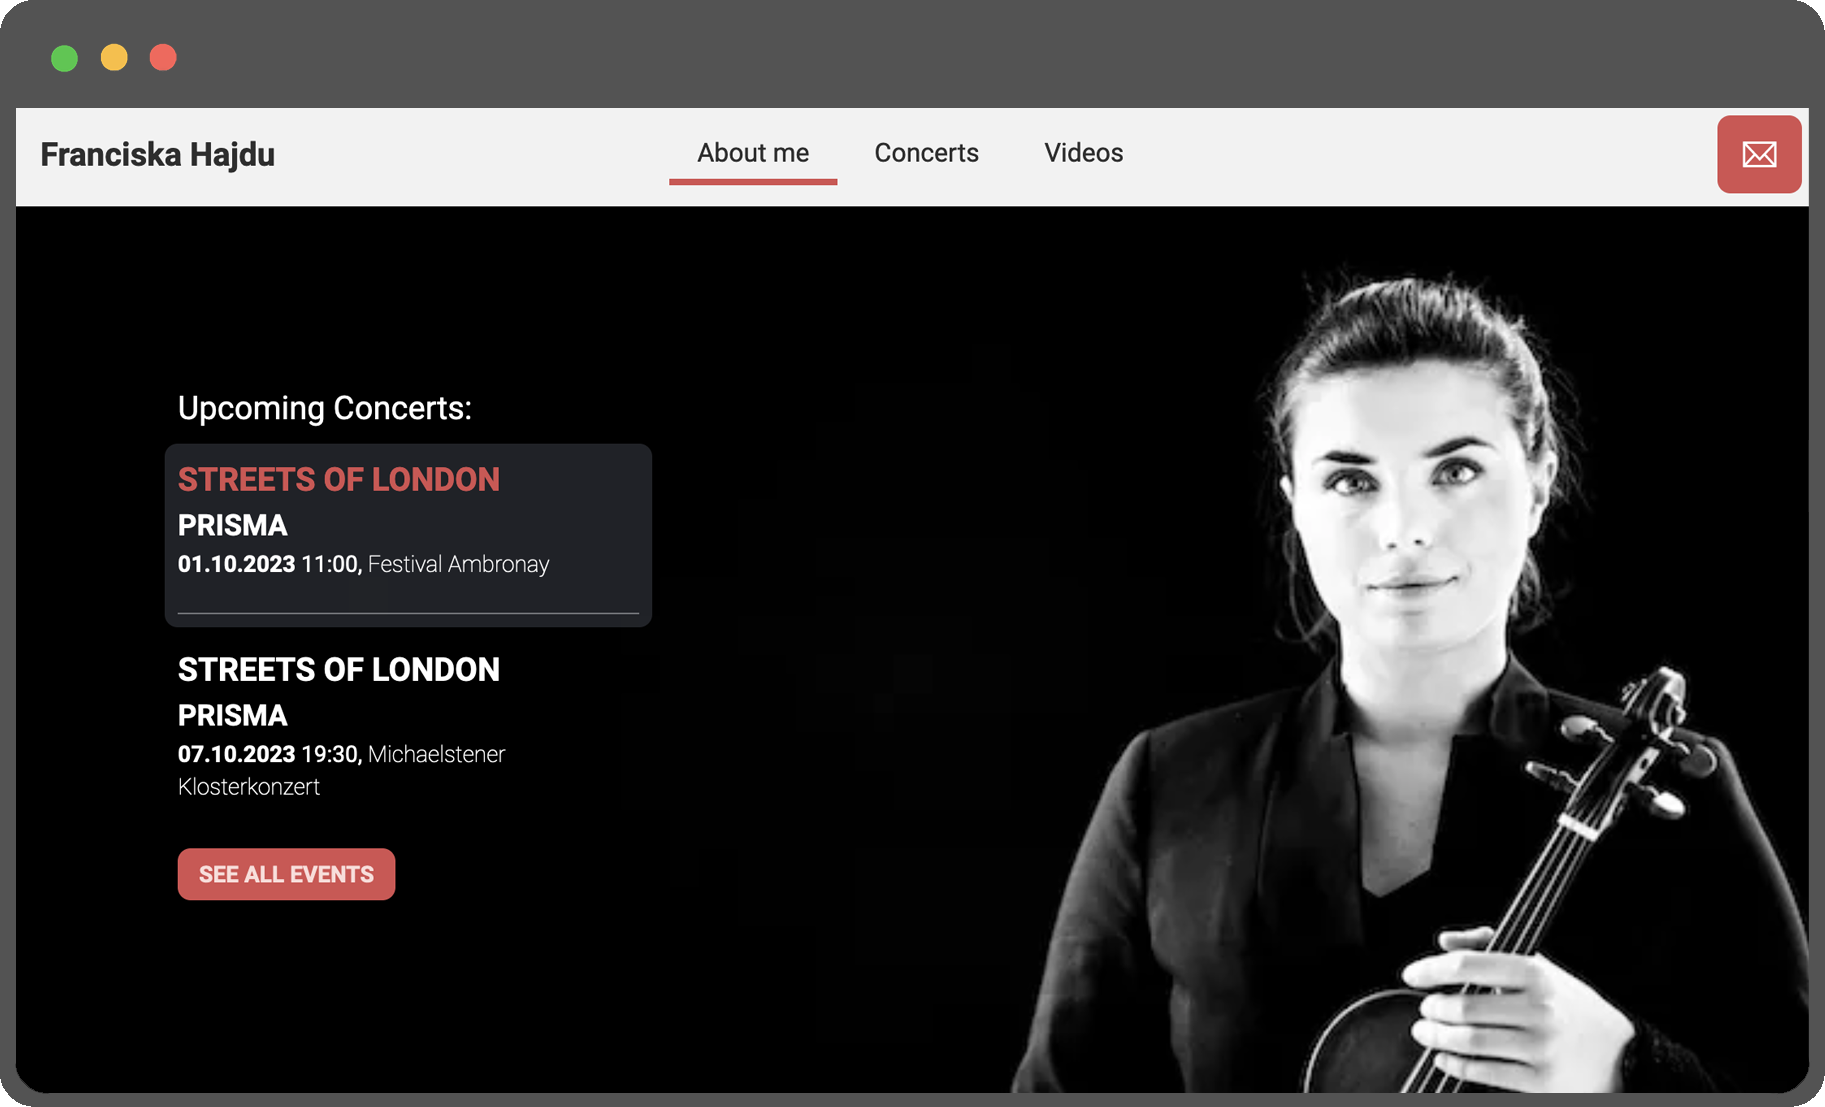 Franciska Hajdu
About me
Concerts
Videos
Upcoming Concerts:
STREETS OF LONDON
PRISMA
01.10.2023 11:00, Festival Ambronay
STREETS OF LONDON
PRISMA
07.10.2023 19:30, Michaelstener
Klosterkonzert
SEE ALL EVENTS